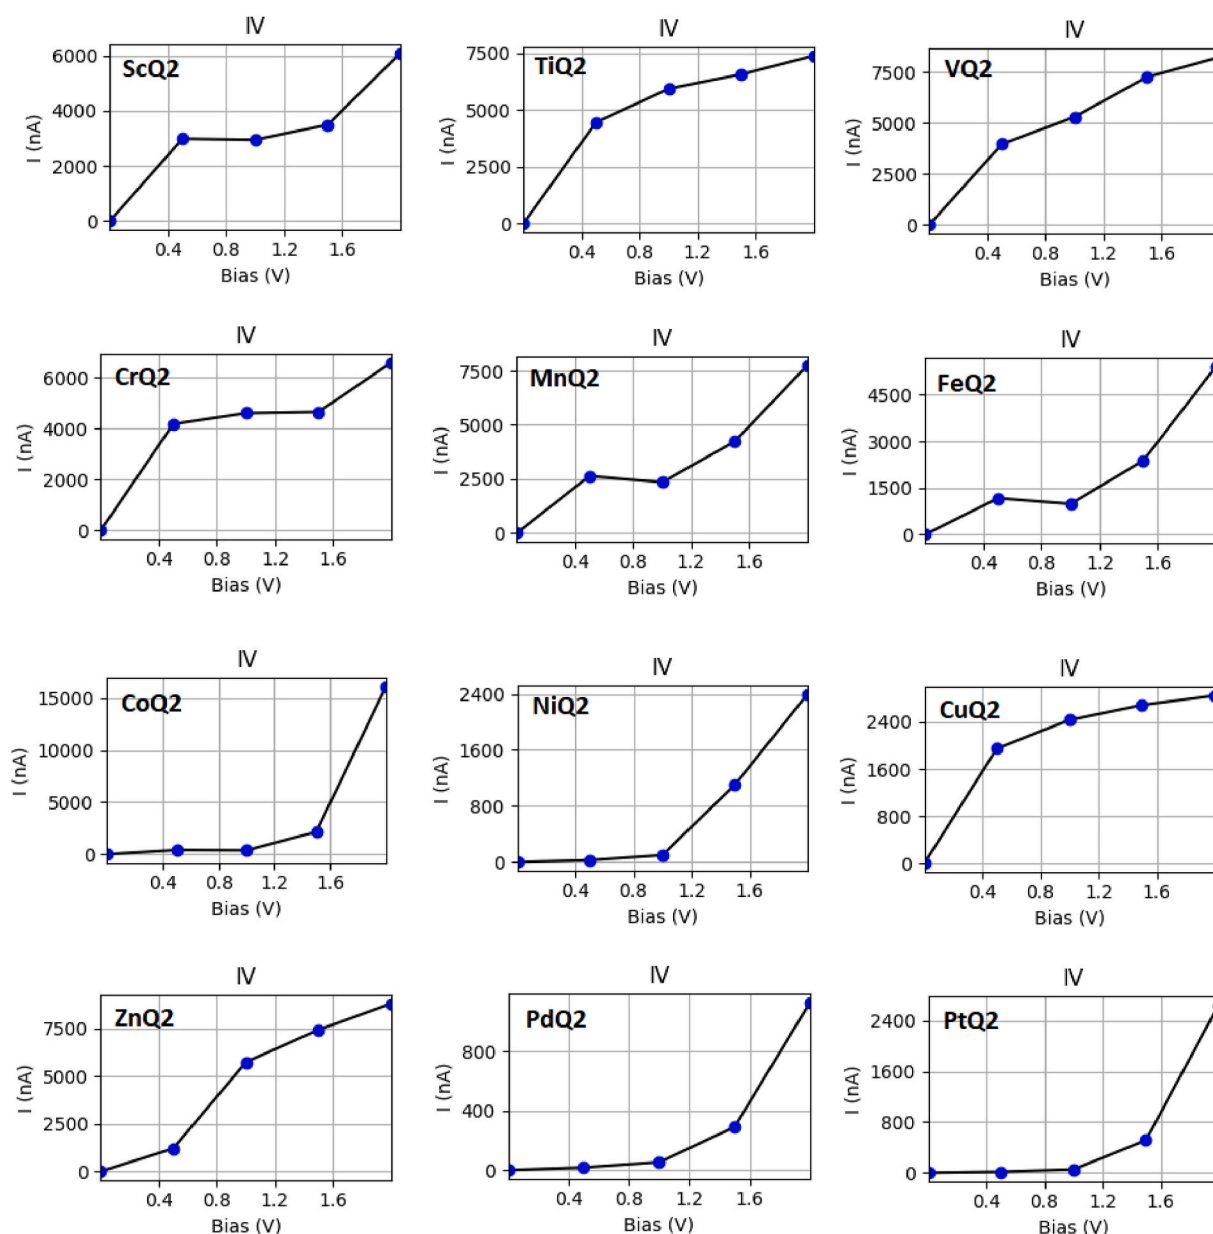 IV
ScQ2
I (nA)
6000
4000
2000
0
0.4 0.8 1.2 1.6
Bias (V)
IV
TiQ2
I (nA)
7500
5000
2500
0
0.4 0.8 1.2 1.6
Bias (V)
IV
VQ2
I (nA)
7500
5000
2500
0
0.4 0.8 1.2 1.6
Bias (V)
IV
CrQ2
I (nA)
6000
4000
2000
0
0.4 0.8 1.2 1.6
Bias (V)
IV
MnQ2
I (nA)
7500
5000
2500
0
0.4 0.8 1.2 1.6
Bias (V)
IV
FeQ2
I (nA)
4500
3000
1500
0
0.4 0.8 1.2 1.6
Bias (V)
IV
CoQ2
I (nA)
15000
10000
5000
0
0.4 0.8 1.2 1.6
Bias (V)
IV
NiQ2
I (nA)
2400
1600
800
0
0.4 0.8 1.2 1.6
Bias (V)
IV
CuQ2
I (nA)
2400
1600
800
0
0.4 0.8 1.2 1.6
Bias (V)
IV
ZnQ2
I (nA)
7500
5000
2500
0
0.4 0.8 1.2 1.6
Bias (V)
IV
PdQ2
I (nA)
800
400
0
0.4 0.8 1.2 1.6
Bias (V)
IV
PtQ2
I (nA)
2400
1600
800
0
0.4 0.8 1.2 1.6
Bias (V)